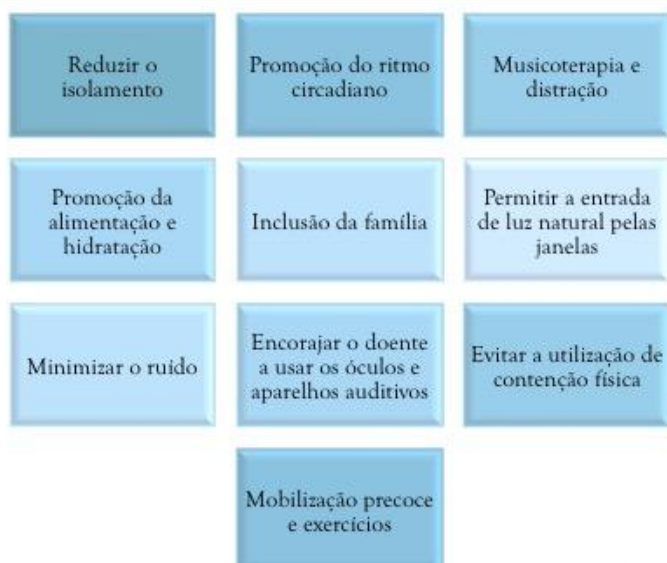 Reduzir o
isolamento
Promoção do ritmo
circadiano
Musicoterapia e
distração
Promoção da
alimentação e
hidratação
Inclusão da família
Permitir a entrada
de luz natural pelas
janelas
Minimizar o ruído
Encorajar o doente
a usar os óculos e
aparelhos auditivos
Evitar a utilização de
contenção física
Mobilização precoce
e exercícios